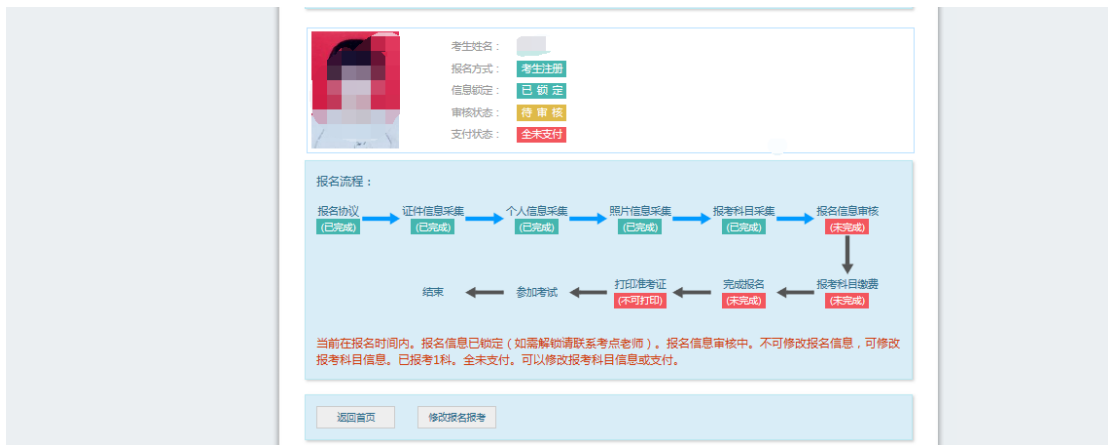 考生姓名：
报名方式： 考生注册
信息锁定： 已 锁 定
审核状态： 待 审 核
支付状态： 全未支付
报名流程：
报名协议 证件信息采集 个人信息采集 照片信息采集 报考科目采集 报名信息审核
(已完成) (已完成) (已完成) (已完成) (已完成) (未完成)
结束 参加考试 打印准考证 完成报名 报考科目缴费
(不可打印) (未完成) (未完成)
当前在报名时间内。报名信息已锁定（如需解锁请联系考点老师）。报名信息审核中。不可修改报名信息，可修改
报考科目信息。已报考1科。全未支付。可以修改报考科目信息或支付。
返回首页 修改报名报考